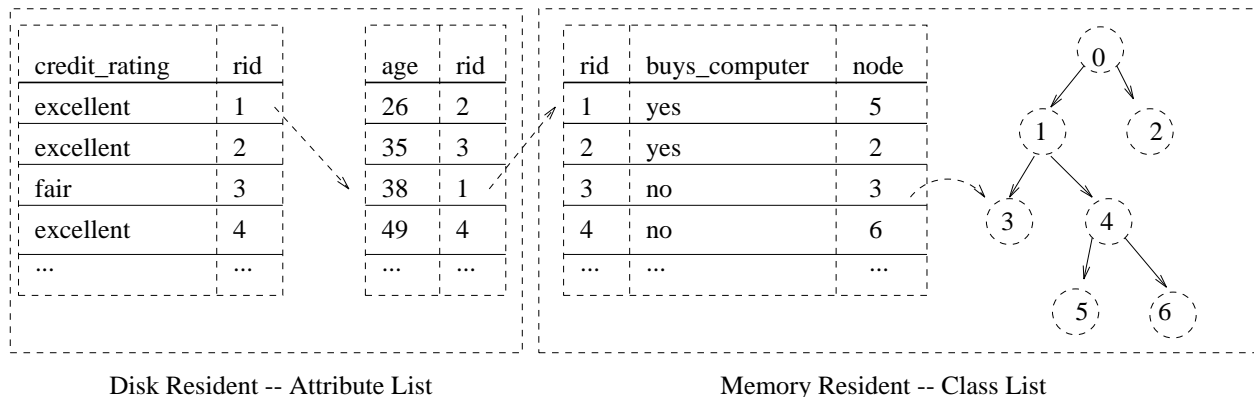 credit_rating rid age rid rid buys_computer node 0
excellent 1 26 2 1 yes 5 1 2
excellent 2 35 3 2 yes 2
fair 3 38 1 3 no 3 3 4
excellent 4 49 4 4 no 6
... ... ... ... ... ... ...
5 6
Disk Resident -- Attribute List Memory Resident -- Class List